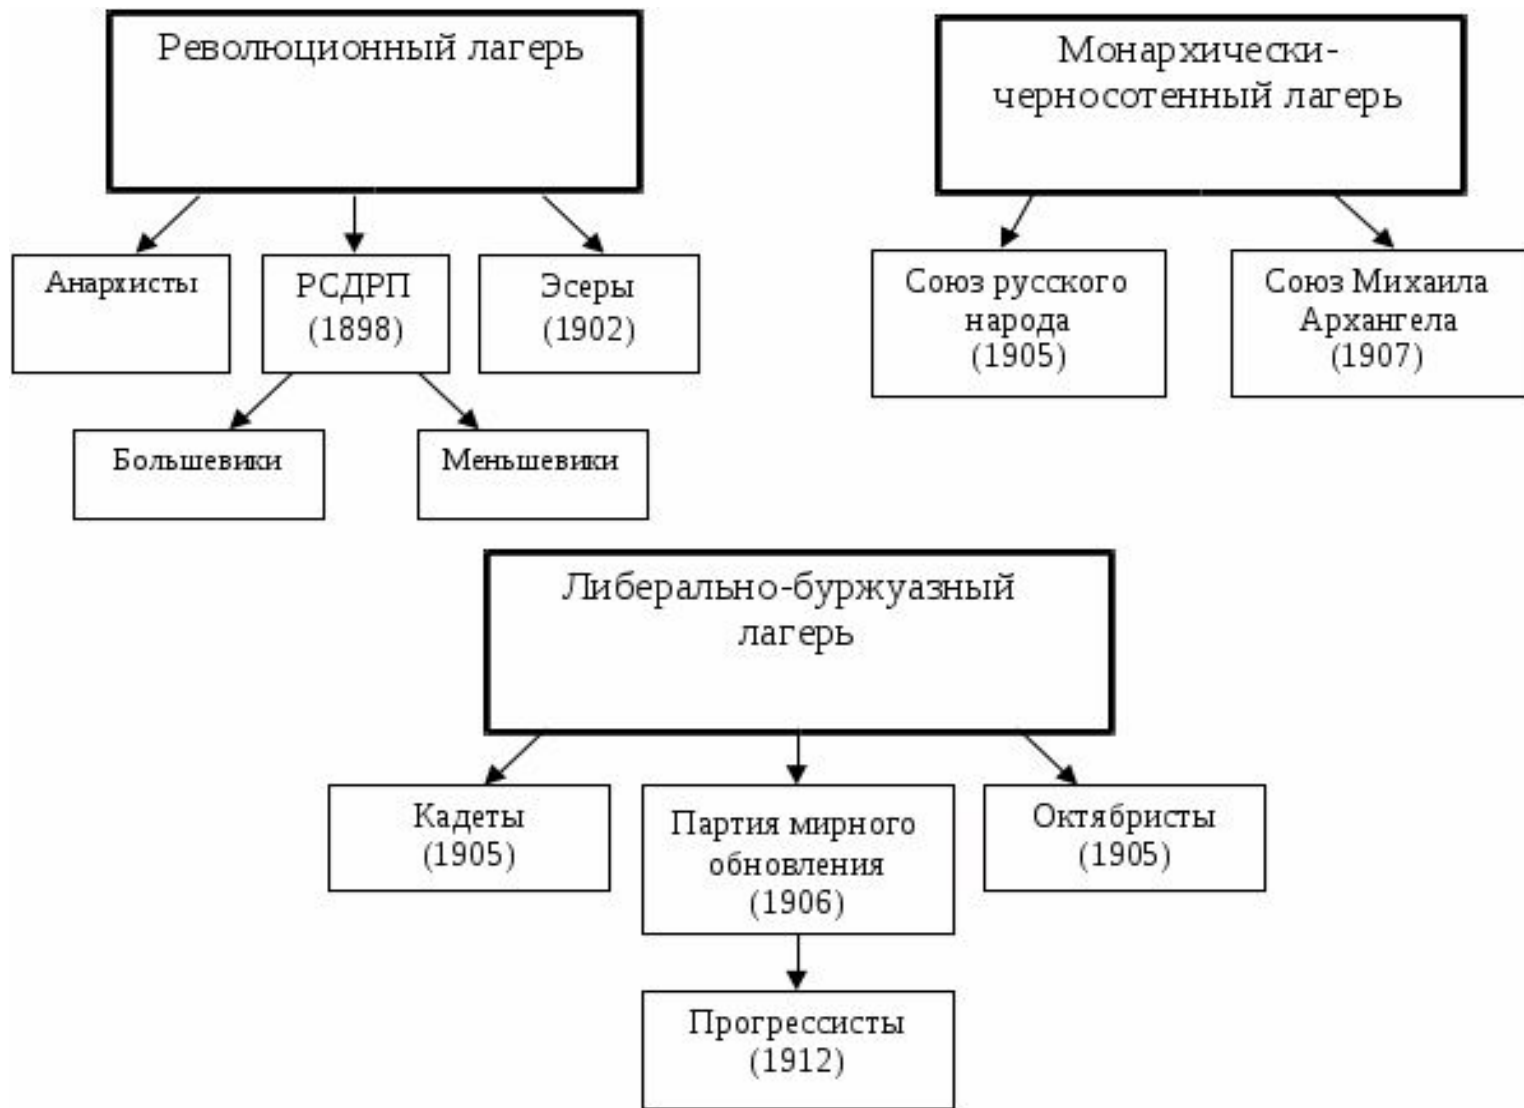 Революционный лагерь
Анархисты
РСДРП
(1898)
Эсеры
(1902)
Большевики
Меньшевики
Монархически-
черносотенный лагерь
Союз русского
народа
(1905)
Союз Михаила
Архангела
(1907)
Либерально-буржуазный
лагерь
Кадеты
(1905)
Партия мирного
обновления
(1906)
Октябристы
(1905)
Прогрессисты
(1912)